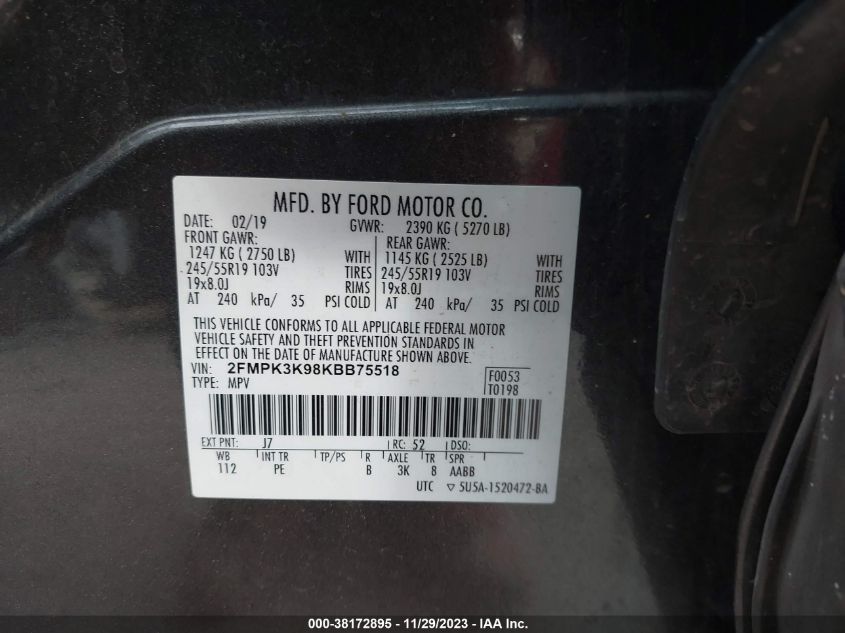 MFD. BY FORD MOTOR CO.
DATE: 02/19 GVWR: 2390 KG ( 5270 LB)
FRONT GAWR: REAR GAWR:
1247 KG ( 2750 LB) WITH 1145 KG ( 2525 LB) WITH
245/55R19 103V TIRES 245/55R19 103V TIRES
19x8.0J RIMS 19x8.0J RIMS
AT 240 kPa/ 35 PSI COLD AT 240 kPa/ 35 PSI COLD
THIS VEHICLE CONFORMS TO ALL APPLICABLE FEDERAL MOTOR
VEHICLE SAFETY AND THEFT PREVENTION STANDARDS IN
EFFECT ON THE DATE OF MANUFACTURE SHOWN ABOVE.
VIN: 2FMPK3K98KBB75518 F0053
TYPE: MPV T0198
EXT PNT: J7 RC: 52 DSO:
WB INT TR TP/PS R AXLE TR SPR
112 PE B 3K 8 AABB
UTC ▽ 5U5A-1520472-BA
000-38172895 - 11/29/2023 - IAA Inc.